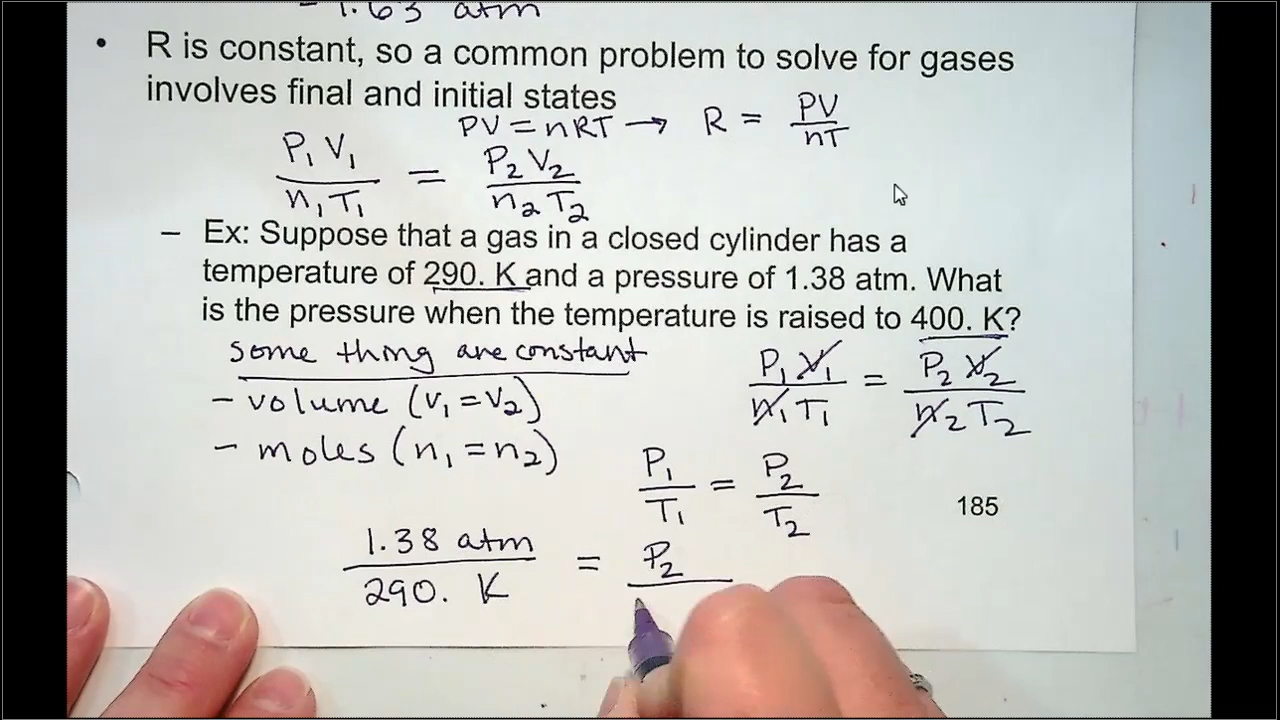 - 1.63 atm
• R is constant, so a common problem to solve for gases
involves final and initial states
PV = nRT → R = PV/nT
P₁V₁/n₁T₁ = P₂V₂/n₂T₂
– Ex: Suppose that a gas in a closed cylinder has a
temperature of 290. K and a pressure of 1.38 atm. What
is the pressure when the temperature is raised to 400. K?
some thing are constant
- volume (V₁ = V₂)
- moles (n₁ = n₂)
P₁V₁/n₁T₁ = P₂V₂/n₂T₂
P₁/T₁ = P₂/T₂
185
1.38 atm/290. K = P₂